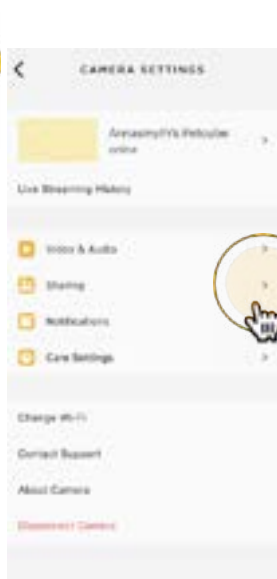 CAMERA SETTINGS
Petcube
online
Live Streaming History
Video & Audio
Sharing
Notifications
Care Settings
Change Wi-Fi
Contact Support
About Camera
Disconnect Camera